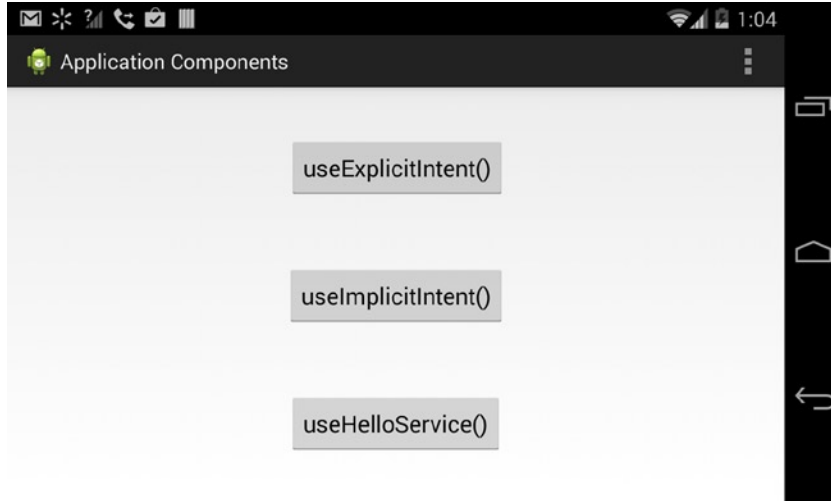 1:04
Application Components
useExplicitIntent()
useImplicitIntent()
useHelloService()